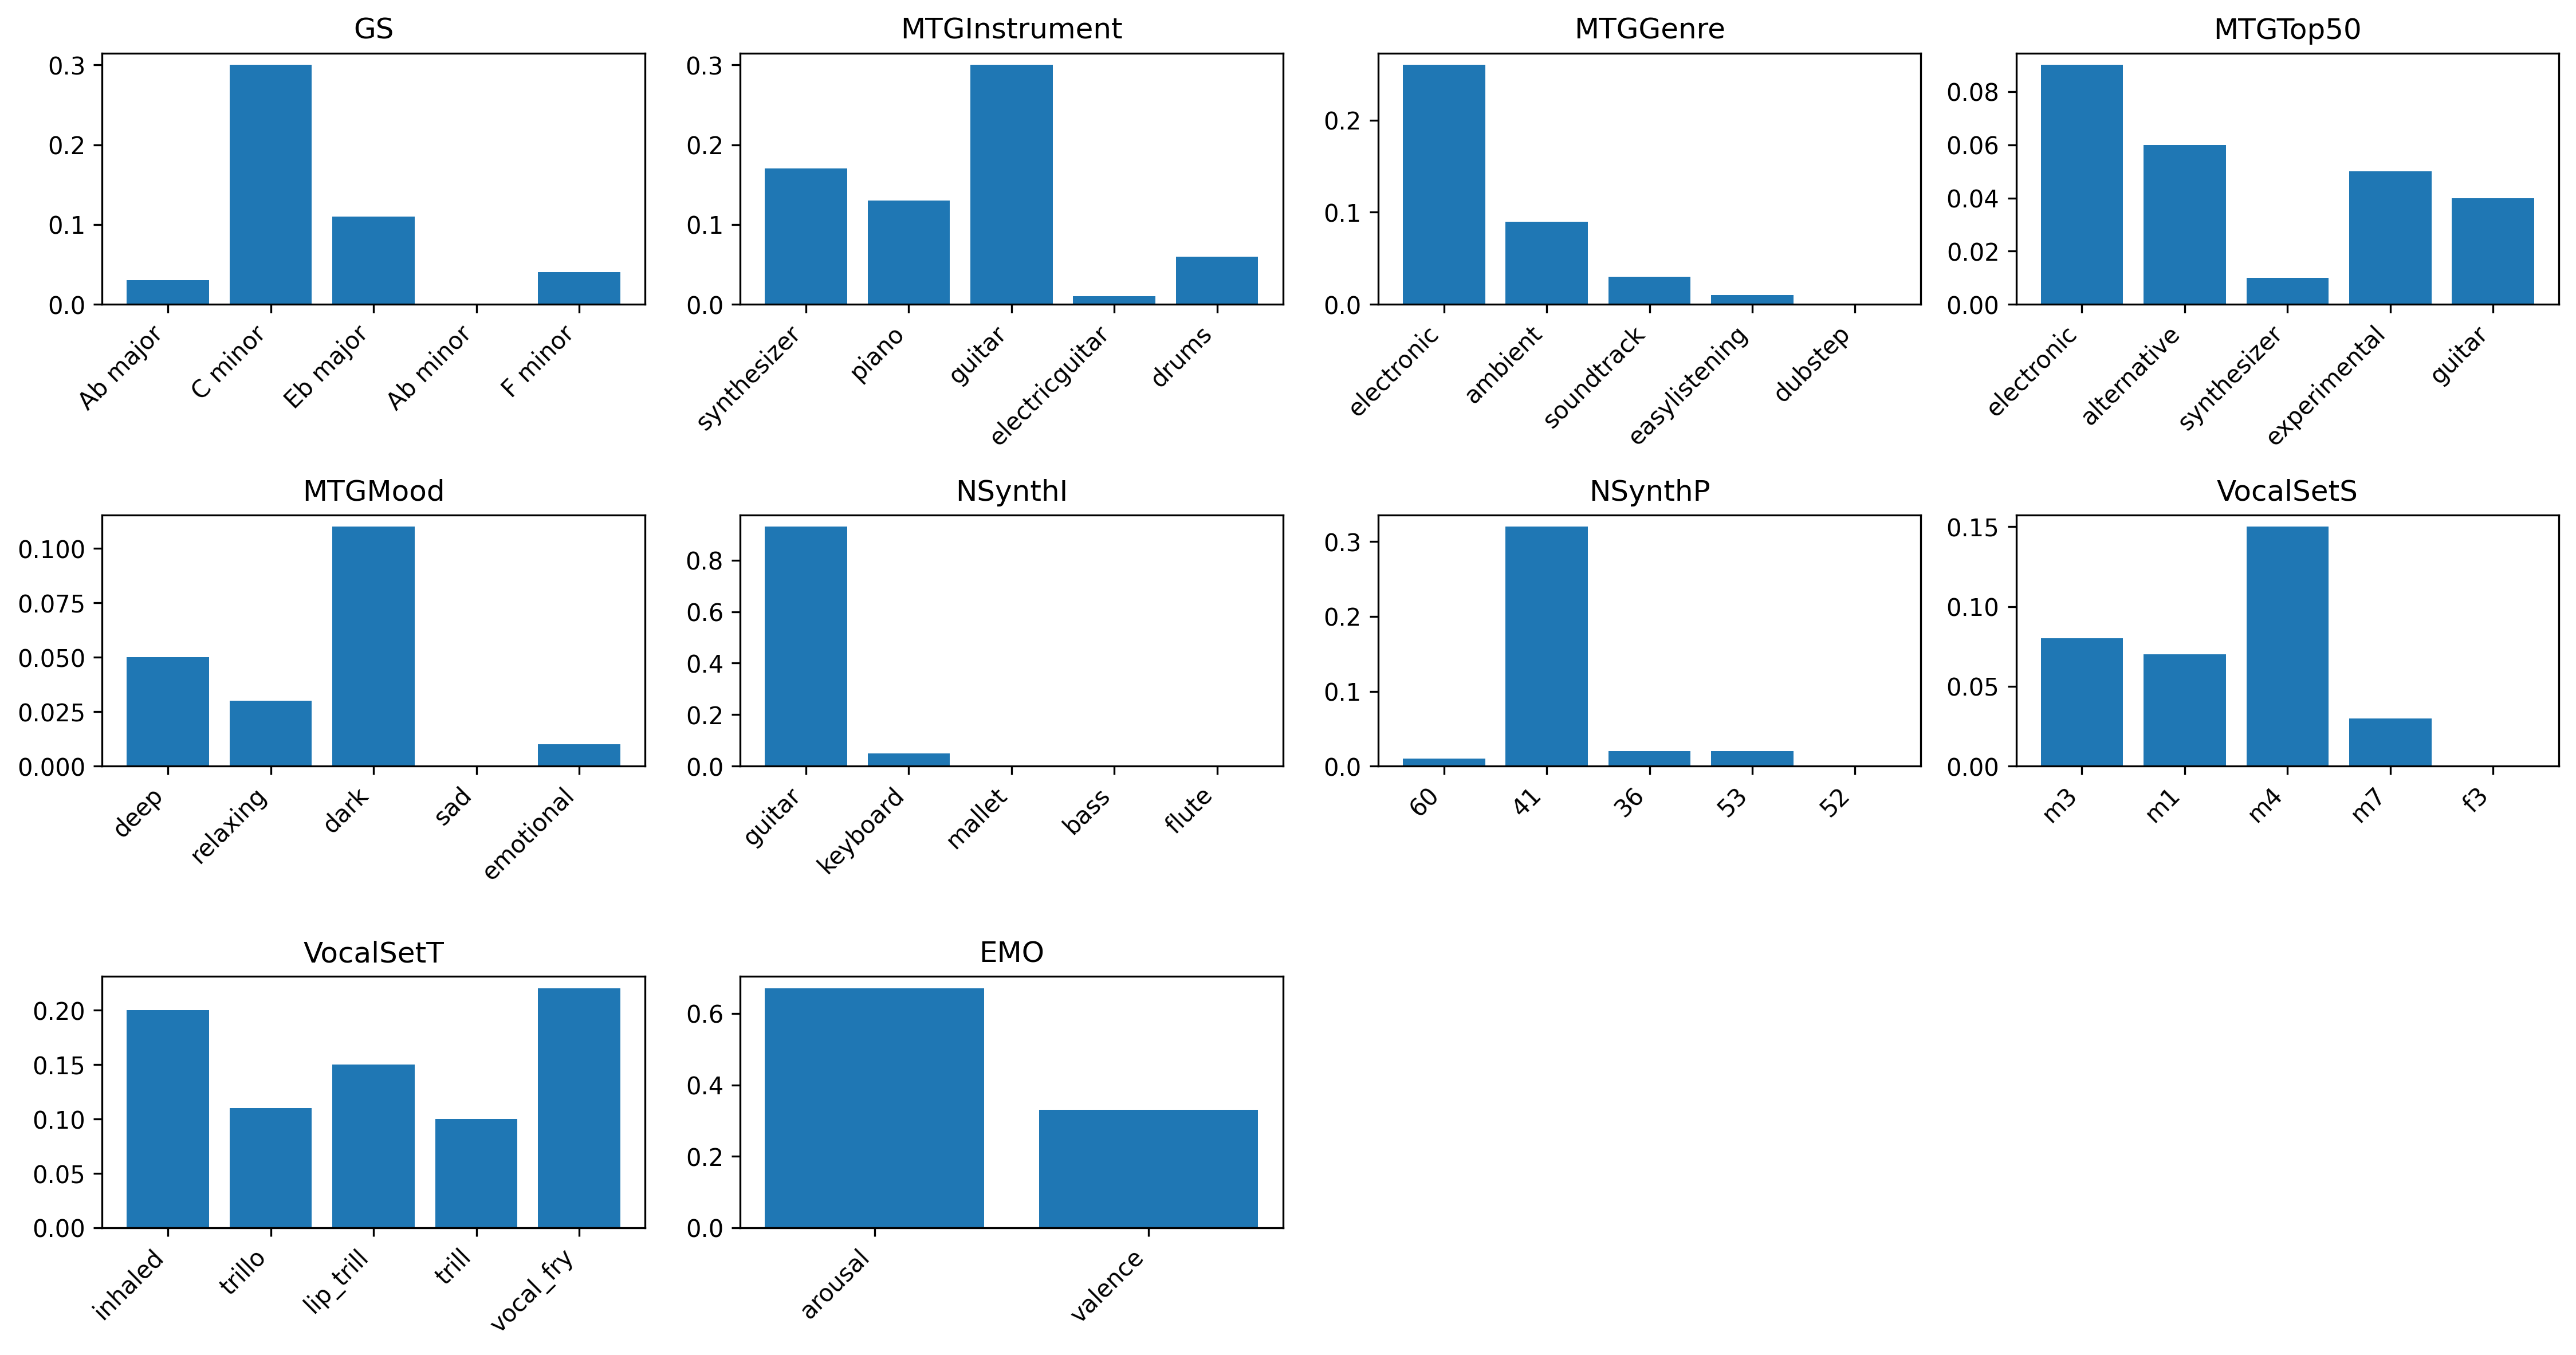 GS
0.3
0.2
0.1
0.0
Ab major
C minor
Eb major
Ab minor
F minor
MTGInstrument
0.3
0.2
0.1
0.0
synthesizer
piano
guitar
electricguitar
drums
MTGGenre
0.2
0.1
0.0
electronic
ambient
soundtrack
easylistening
dubstep
MTGTop50
0.08
0.06
0.04
0.02
0.00
electronic
alternative
synthesizer
experimental
guitar
MTGMood
0.100
0.075
0.050
0.025
0.000
deep
relaxing
dark
sad
emotional
NSynthI
0.8
0.6
0.4
0.2
0.0
guitar
keyboard
mallet
bass
flute
NSynthP
0.3
0.2
0.1
0.0
60
41
36
53
52
VocalSetS
0.15
0.10
0.05
0.00
m3
m1
m4
m7
f3
VocalSetT
0.20
0.15
0.10
0.05
0.00
inhaled
trillo
lip_trill
trill
vocal_fry
EMO
0.6
0.4
0.2
0.0
arousal
valence